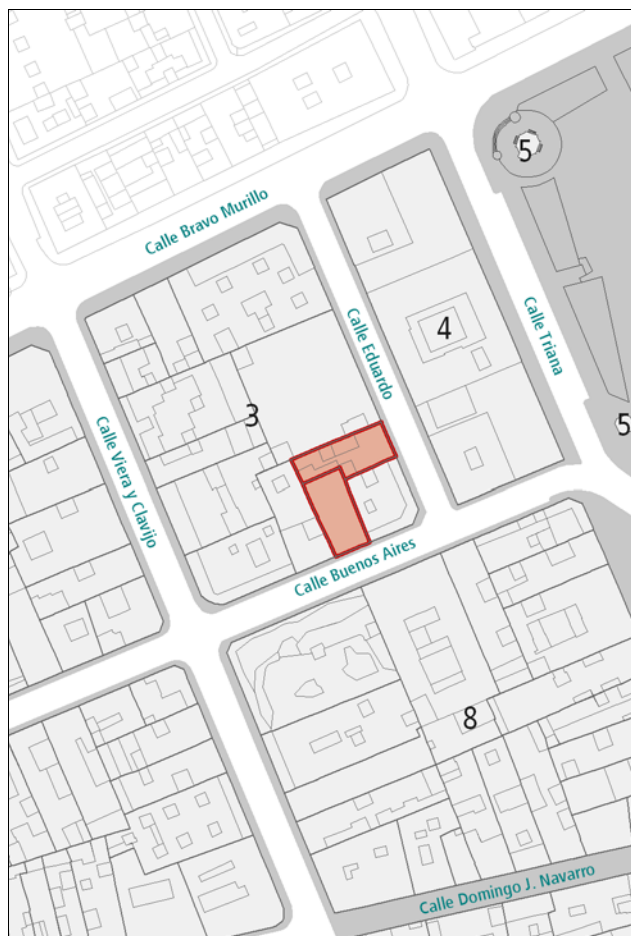 5
Calle Bravo Murillo
Calle Eduardo
Calle Triana
4
3
5
Calle Viera y Clavijo
Calle Buenos Aires
8
Calle Domingo J. Navarro